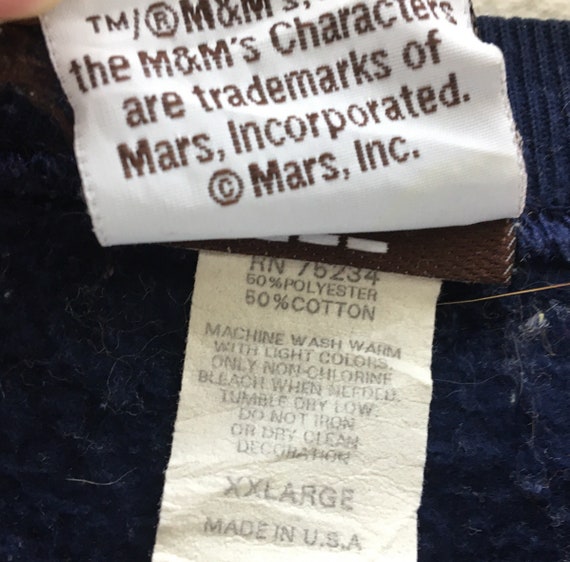 TM/®M&M's,
the M&M's Characters
are trademarks of
Mars, Incorporated.
© Mars, Inc.
RN 75234
50%POLYESTER
50%COTTON
MACHINE WASH WARM
WITH LIGHT COLORS.
ONLY NON-CHLORINE
BLEACH WHEN NEEDED.
TUMBLE DRY LOW.
DO NOT IRON
OR DRY CLEAN
DECORATION
XXLARGE
MADE IN U.S.A